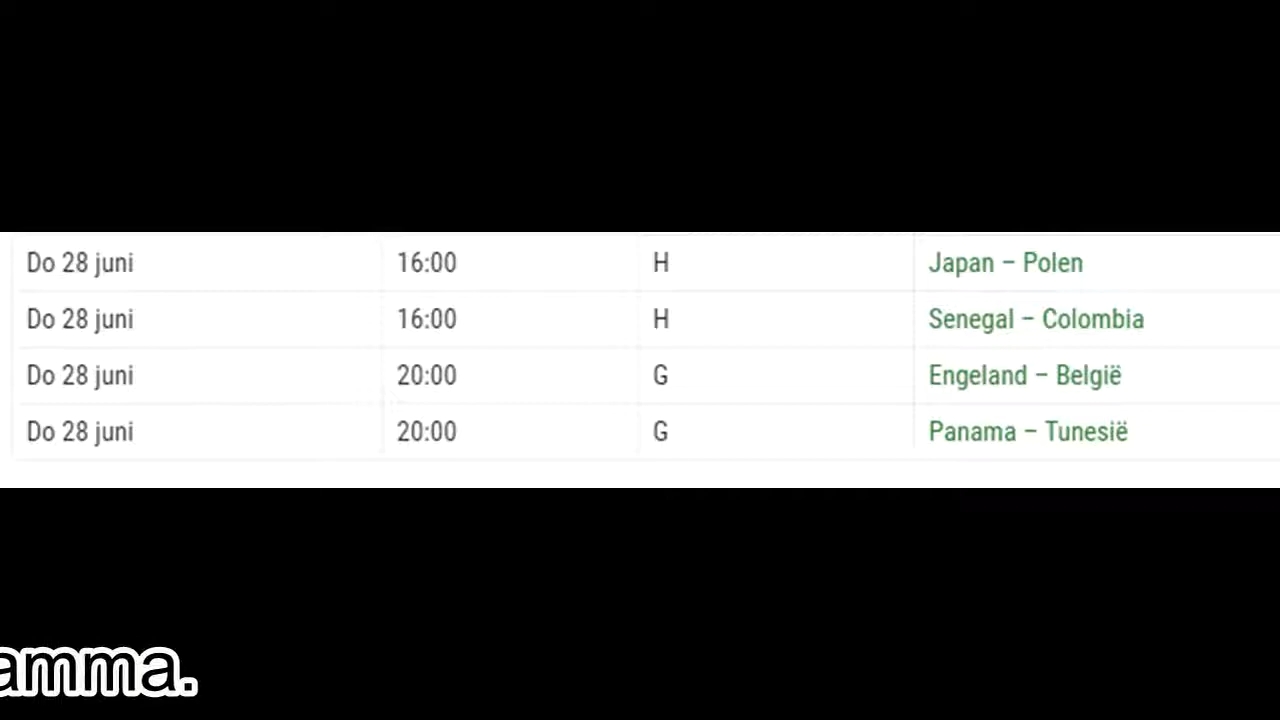 Do 28 juni 16:00 H Japan – Polen
Do 28 juni 16:00 H Senegal – Colombia
Do 28 juni 20:00 G Engeland – België
Do 28 juni 20:00 G Panama – Tunesië
amma.